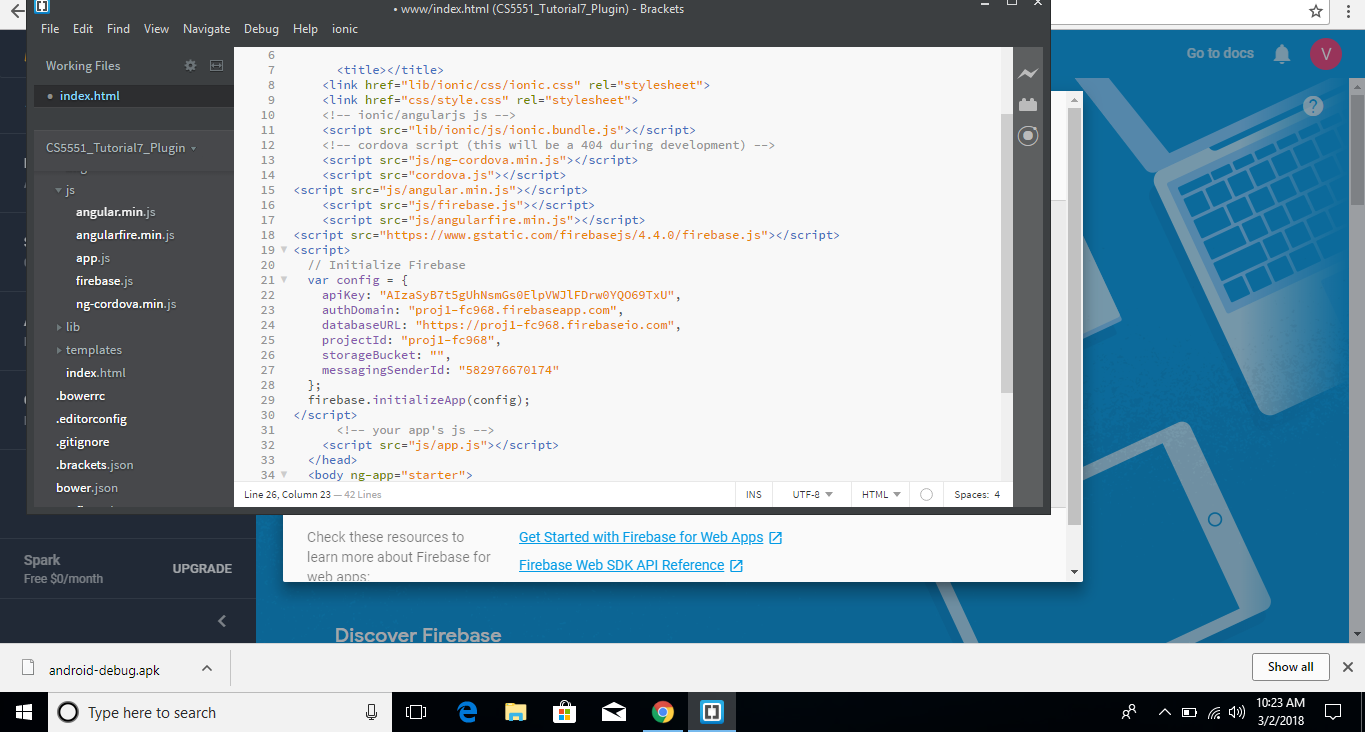 • www/index.html (CS5551_Tutorial7_Plugin) - Brackets
File Edit Find View Navigate Debug Help ionic
Working Files
• index.html
CS5551_Tutorial7_Plugin
js
angular.min.js
angularfire.min.js
app.js
firebase.js
ng-cordova.min.js
lib
templates
index.html
.bowerrc
.editorconfig
.gitignore
.brackets.json
bower.json
6
7 <title></title>
8 <link href="lib/ionic/css/ionic.css" rel="stylesheet">
9 <link href="css/style.css" rel="stylesheet">
10 <!-- ionic/angularjs js -->
11 <script src="lib/ionic/js/ionic.bundle.js"></script>
12 <!-- cordova script (this will be a 404 during development) -->
13 <script src="js/ng-cordova.min.js"></script>
14 <script src="cordova.js"></script>
15 <script src="js/angular.min.js"></script>
16 <script src="js/firebase.js"></script>
17 <script src="js/angularfire.min.js"></script>
18 <script src="https://www.gstatic.com/firebasejs/4.4.0/firebase.js"></script>
19 <script>
20 // Initialize Firebase
21 var config = {
22 apiKey: "AIzaSyB7t5gUhNsmGs0ElpVWJlFDrw0YQO69TxU",
23 authDomain: "proj1-fc968.firebaseapp.com",
24 databaseURL: "https://proj1-fc968.firebaseio.com",
25 projectId: "proj1-fc968",
26 storageBucket: "",
27 messagingSenderId: "582976670174"
28 };
29 firebase.initializeApp(config);
30 </script>
31 <!-- your app's js -->
32 <script src="js/app.js"></script>
33 </head>
34 <body ng-app="starter">
Line 26, Column 23 — 42 Lines
INS UTF-8 HTML Spaces: 4
Go to docs
V
?
Check these resources to
learn more about Firebase for
web apps:
Get Started with Firebase for Web Apps
Firebase Web SDK API Reference
Spark
Free $0/month
UPGRADE
Discover Firebase
android-debug.apk
Show all
Type here to search
10:23 AM
3/2/2018